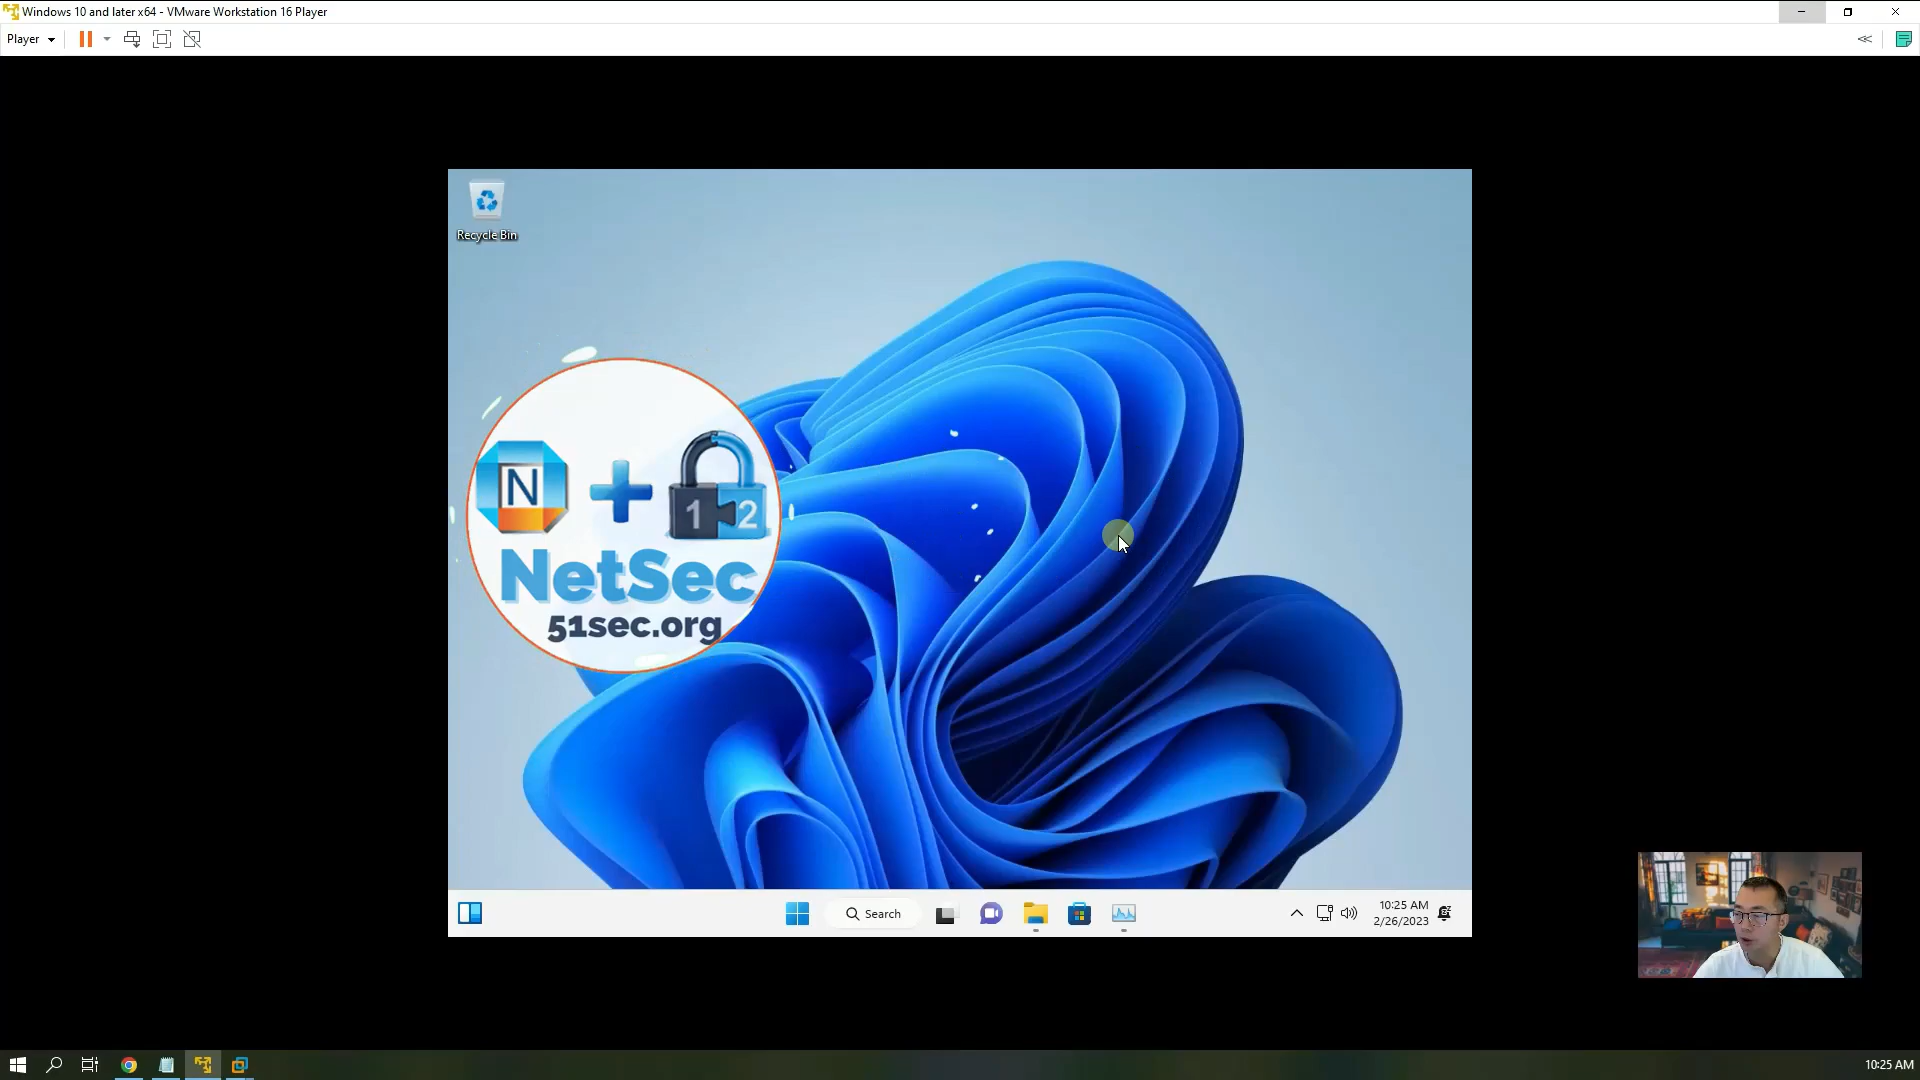 Windows 10 and later x64 - VMware Workstation 16 Player
Player
Recycle Bin
N
1 2
NetSec
51sec.org
Search
10:25 AM
2/26/2023
10:25 AM